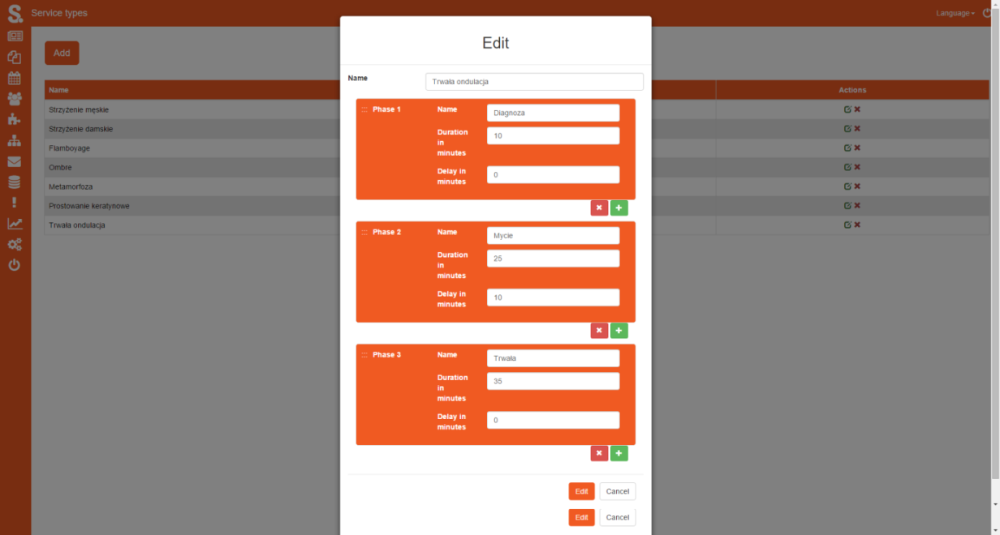 S.
Service types
Language
Add
Name
Actions
Strzyżenie męskie
Strzyżenie damskie
Flamboyage
Ombre
Metamorfoza
Prostowanie keratynowe
Trwała ondulacja
Edit
Name
Trwała ondulacja
Phase 1
Name
Diagnoza
Duration
in
minutes
10
Delay in
minutes
0
Phase 2
Name
Mycie
Duration
in
minutes
25
Delay in
minutes
10
Phase 3
Name
Trwała
Duration
in
minutes
35
Delay in
minutes
0
Edit
Cancel
Edit
Cancel